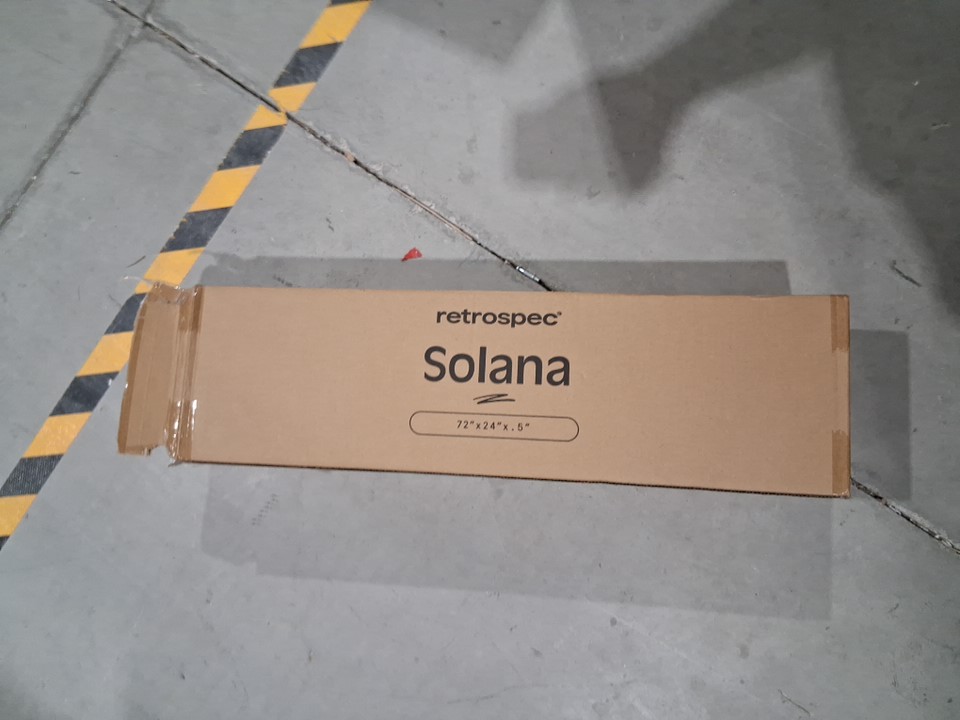 retrospec®
Solana
72"x24"x.5"